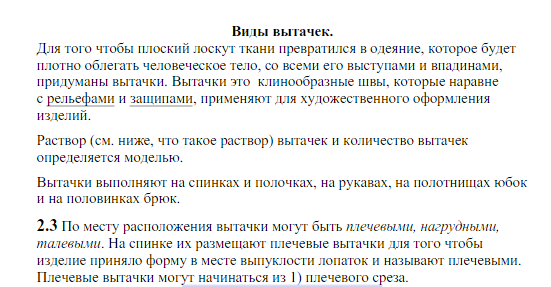 Виды вытачек.
Для того чтобы плоский лоскут ткани превратился в одеяние, которое будет
плотно облегать человеческое тело, со всеми его выступами и впадинами,
придуманы вытачки. Вытачки это  клинообразные швы, которые наравне
с рельефами и защипами, применяют для художественного оформления
изделий.
Раствор (см. ниже, что такое раствор) вытачек и количество вытачек
определяется моделью.
Вытачки выполняют на спинках и полочках, на рукавах, на полотнищах юбок
и на половинках брюк.
2.3 По месту расположения вытачки могут быть плечевыми, нагрудными,
талевыми. На спинке их размещают плечевые вытачки для того чтобы
изделие приняло форму в месте выпуклости лопаток и называют плечевыми.
Плечевые вытачки могут начинаться из 1) плечевого среза.